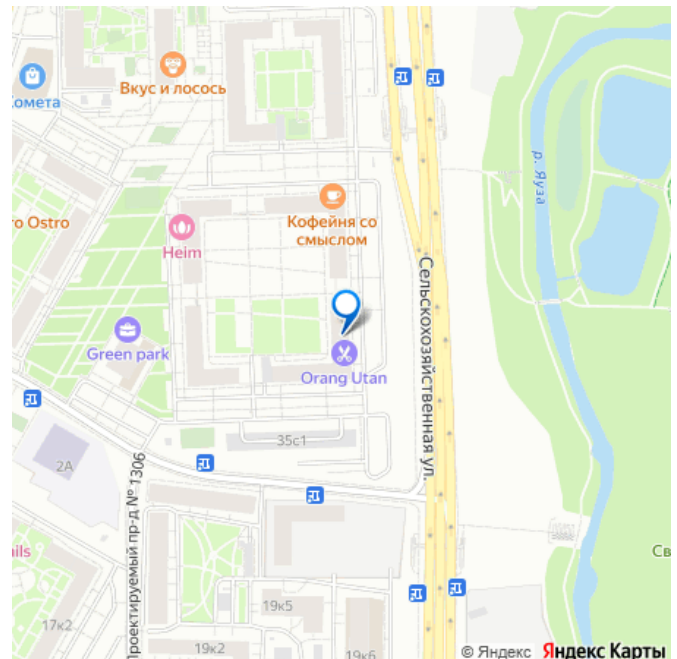 Вкус и лосось
Комета
р. Яуза
ro Ostro
Кофейня со
смыслом
Heim
Сельскохозяйственная ул.
Green park
Orang Utan
35с1
2А
Проектируемый пр-д № 1306
ails
Св
19к5
17к2
19к2
19к6
© Яндекс Яндекс Карты